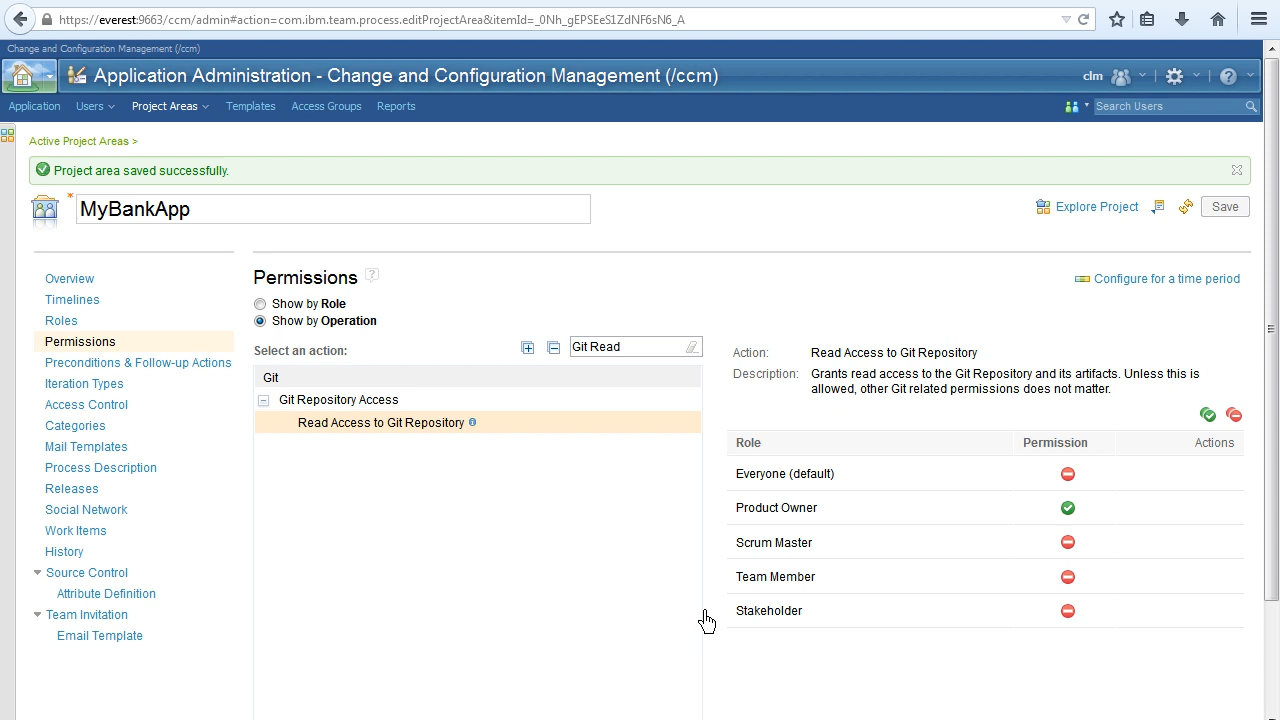 https://everest:9663/ccm/admin#action=com.ibm.team.process.editProjectArea&itemId=_0Nh_gEPSEeS1ZdNF6sN6_A
Change and Configuration Management (/ccm)
Application Administration - Change and Configuration Management (/ccm)
clm
Application Users Project Areas Templates Access Groups Reports
Search Users
Active Project Areas >
Project area saved successfully.
* MyBankApp
Explore Project
Save
Overview
Timelines
Roles
Permissions
Preconditions & Follow-up Actions
Iteration Types
Access Control
Categories
Mail Templates
Process Description
Releases
Social Network
Work Items
History
Source Control
Attribute Definition
Team Invitation
Email Template
Permissions ?
Configure for a time period
Show by Role
Show by Operation
Select an action:
Git Read
Git
Git Repository Access
Read Access to Git Repository
Action: Read Access to Git Repository
Description: Grants read access to the Git Repository and its artifacts. Unless this is
allowed, other Git related permissions does not matter.
Role Permission Actions
Everyone (default)
Product Owner
Scrum Master
Team Member
Stakeholder